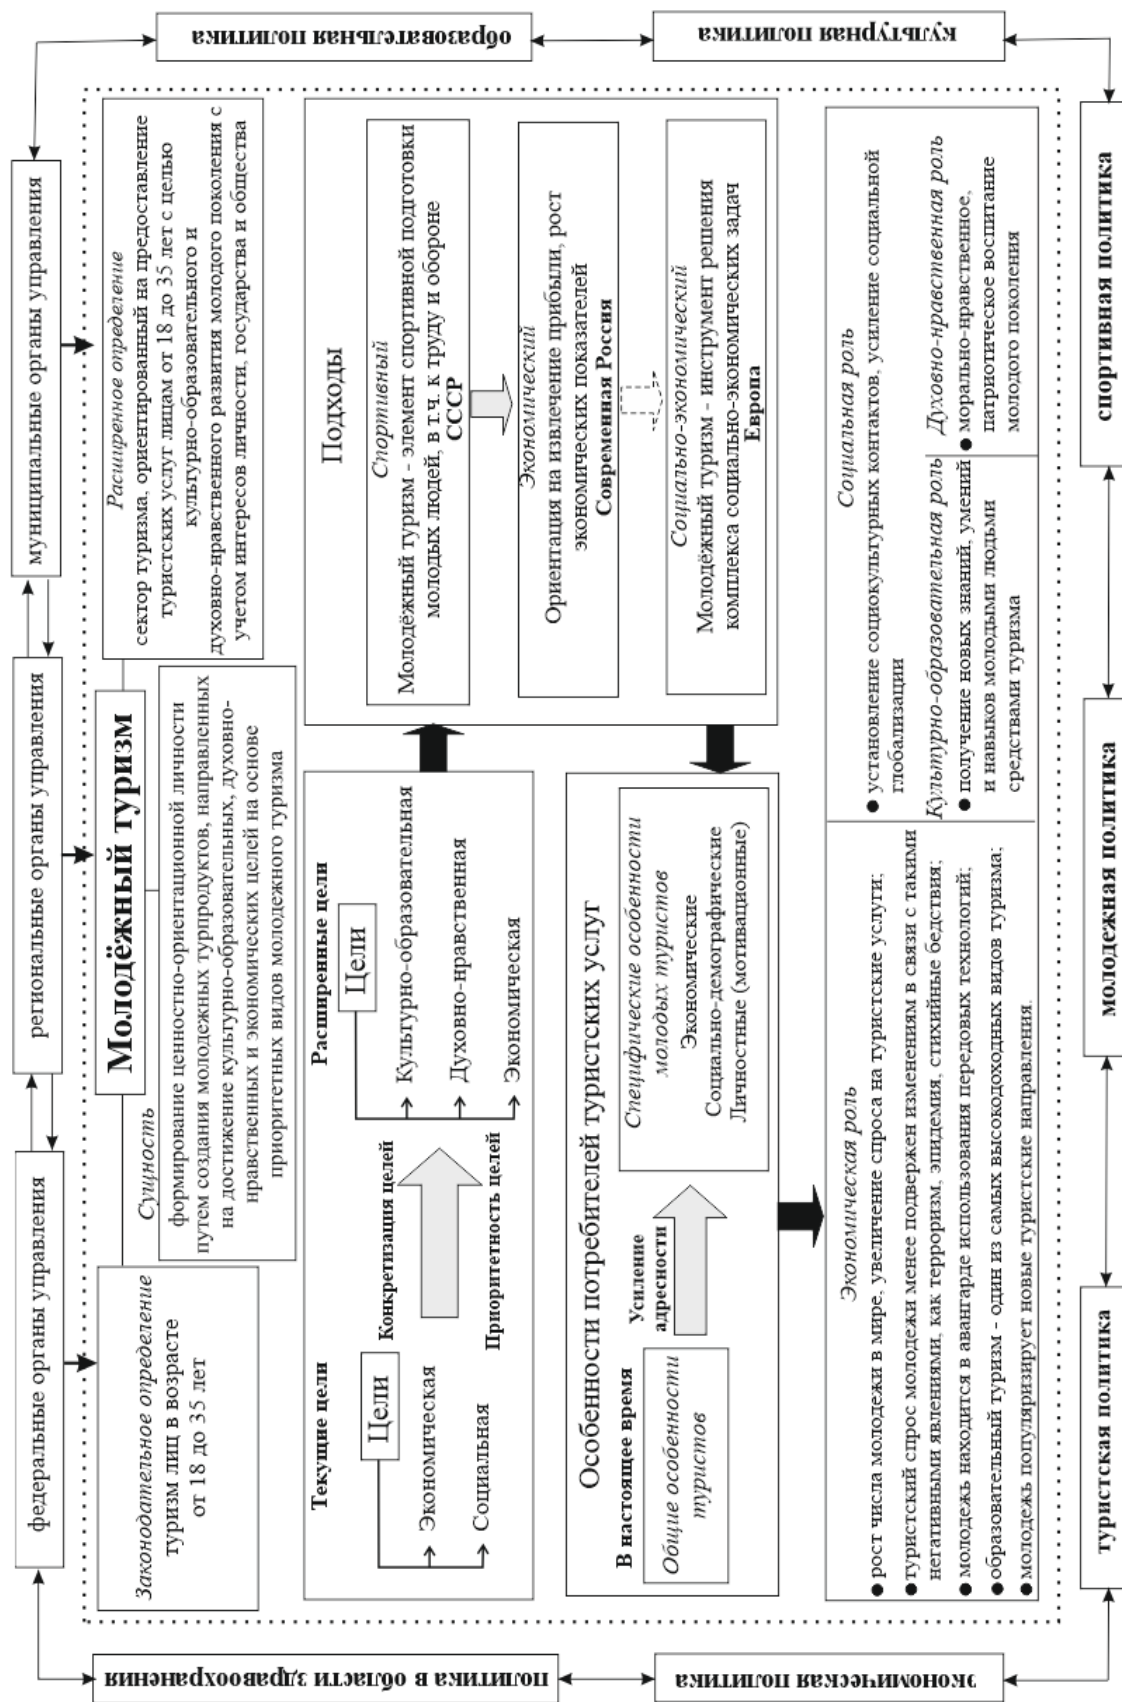 федеральные органы управления
региональные органы управления
муниципальные органы управления
политика в области здравоохранения
экономическая политика
образовательная политика
культурная политика
Молодёжный туризм
Законодательное определение
туризм лиц в возрасте
от 18 до 35 лет
Сущность
формирование ценностно-ориентационной личности
путем создания молодежных турпродуктов, направленных
на достижение культурно-образовательных, духовно-
нравственных и экономический целей на основе
приоритетных видов молодежного туризма
Расширенное определение
сектор туризма, ориентированный на предоставление
туристских услуг лицам от 18 до 35 лет с целью
культурно-образовательного и
духовно-нравственного развития молодого поколения с
учетом интересов личности, государства и общества
Текущие цели
Цели
Экономическая
Социальная
Конкретизация целей
Приоритетность целей
Расширенные цели
Цели
Культурно-образовательная
Духовно-нравственная
Экономическая
Подходы
Спортивный
Молодёжный туризм - элемент спортивной подготовки
молодых людей, в т.ч. к труду и обороне
СССР
Экономический
Ориентация на извлечение прибыли, рост
экономических показателей
Современная Россия
Социально-экономический
Молодёжный туризм - инструмент решения
комплекса социально-экономических задач
Европа
Особенности потребителей туристских услуг
В настоящее время
Общие особенности
туристов
Усиление
адресности
Специфические особенности
молодых туристов
Экономические
Социально-демографические
Личностные (мотивационные)
Экономическая роль
● рост числа молодежи в мире, увеличение спроса на туристские услуги;
● туристский спрос молодежи менее подвержен изменениям в связи с такими
негативными явлениями, как терроризм, эпидемия, стихийные бедствия;
● молодежь находится в авангарде использования передовых технологий;
● образовательный туризм - один из самых высокодоходных видов туризма;
● молодежь популяризирует новые туристские направления.
Социальная роль
● установление социокультурных контактов, усиление социальной
глобализации
Культурно-образовательная роль
● получение новых знаний, умений
и навыков молодыми людьми
средствами туризма
Духовно-нравственная роль
● морально-нравственное,
патриотическое воспитание
молодого поколения
туристская политика
молодежная политика
спортивная политика